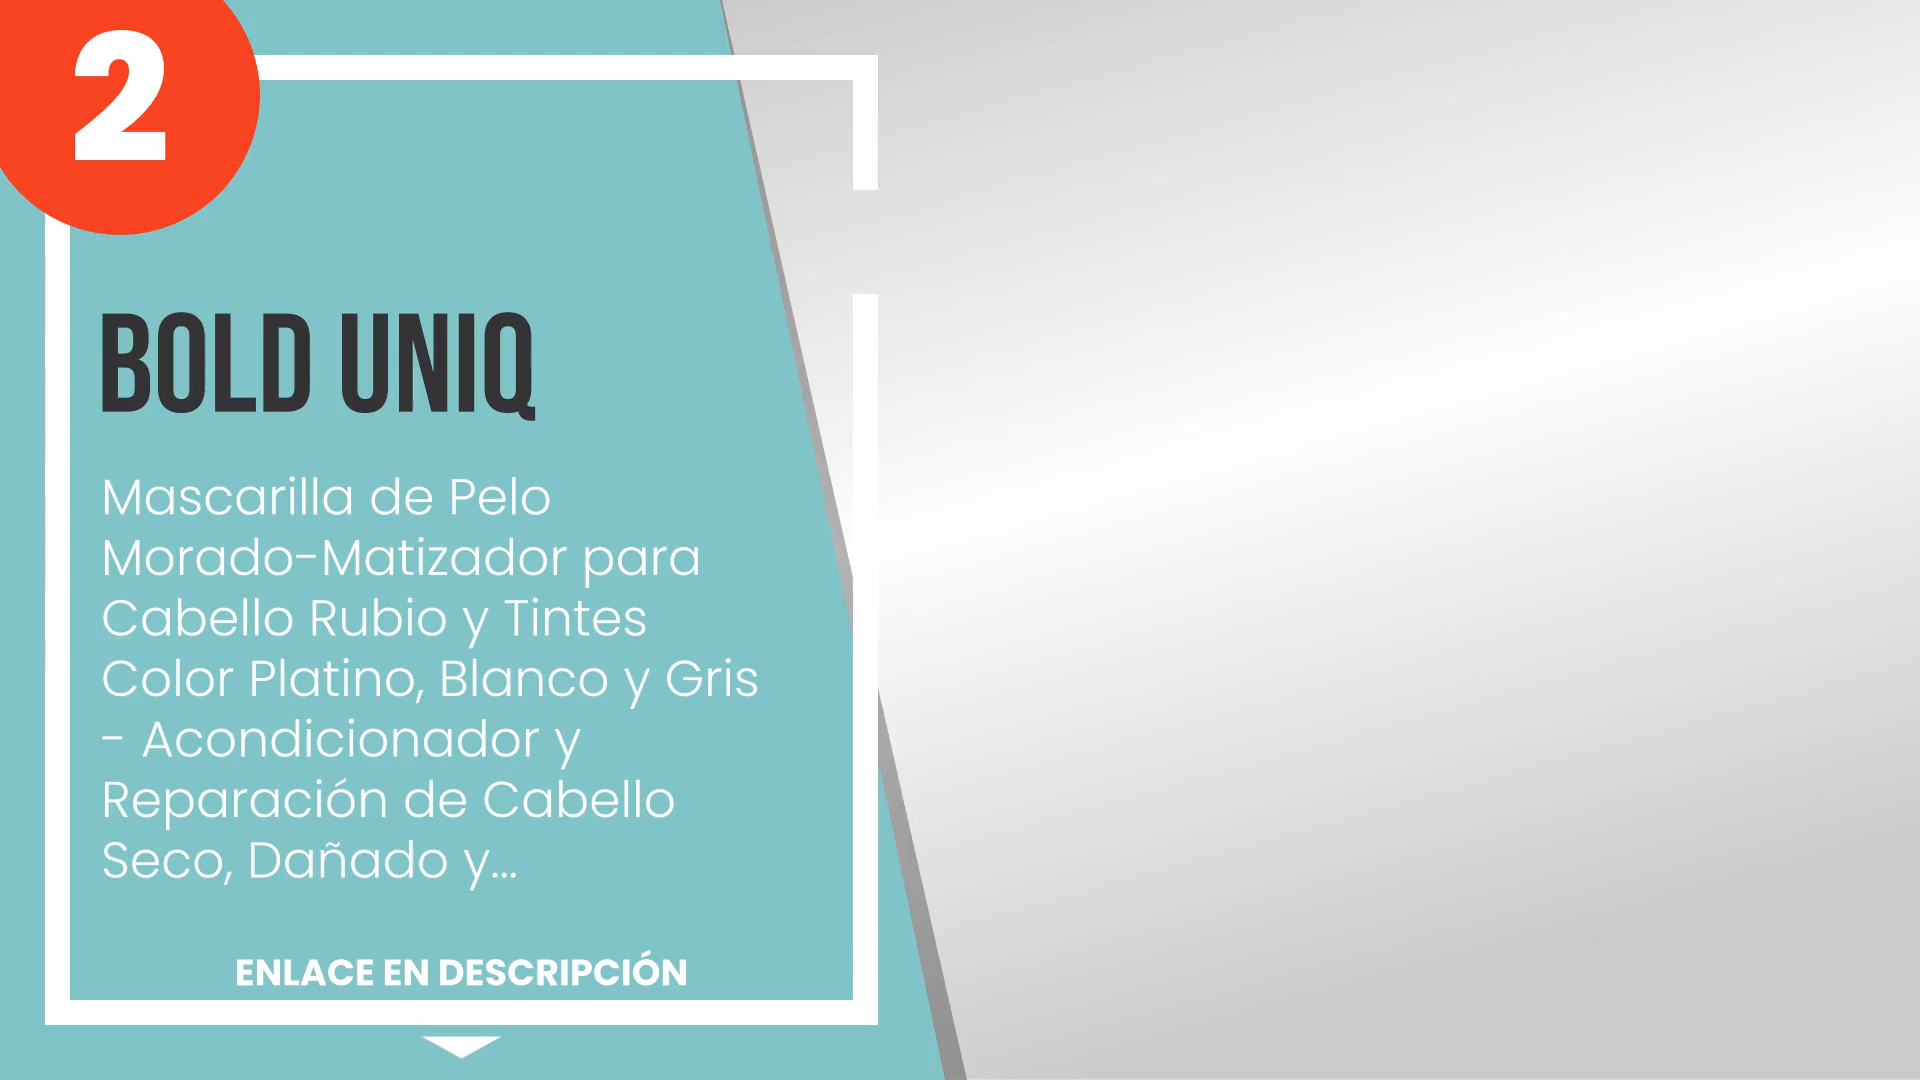 2
BOLD UNIQ
Mascarilla de Pelo
Morado-Matizador para
Cabello Rubio y Tintes
Color Platino, Blanco y Gris
- Acondicionador y
Reparación de Cabello
Seco, Dañado y...
ENLACE EN DESCRIPCIÓN